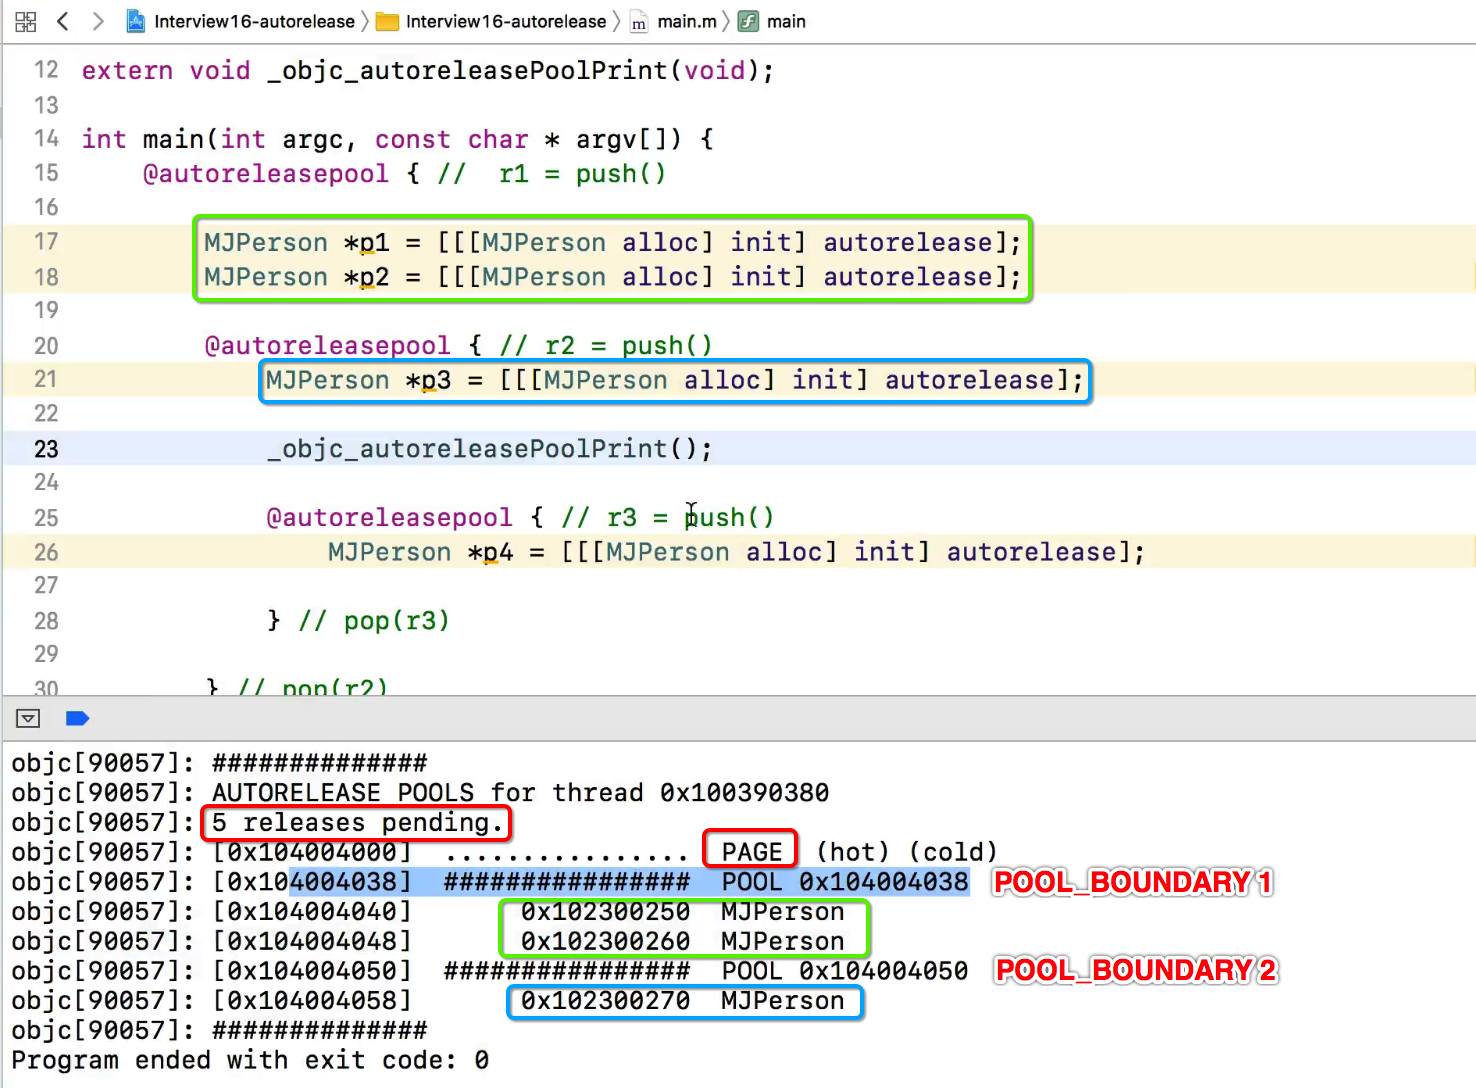 Interview16-autorelease Interview16-autorelease m main.m f main
12 extern void _objc_autoreleasePoolPrint(void);
13
14 int main(int argc, const char * argv[]) {
15 @autoreleasepool { //  r1 = push()
16
17 MJPerson *p1 = [[[MJPerson alloc] init] autorelease];
18 MJPerson *p2 = [[[MJPerson alloc] init] autorelease];
19
20 @autoreleasepool { // r2 = push()
21 MJPerson *p3 = [[[MJPerson alloc] init] autorelease];
22
23 _objc_autoreleasePoolPrint();
24
25 @autoreleasepool { // r3 = push()
26 MJPerson *p4 = [[[MJPerson alloc] init] autorelease];
27
28 } // pop(r3)
29
30 } // pop(r2)
objc[90057]: ##############
objc[90057]: AUTORELEASE POOLS for thread 0x100390380
objc[90057]: 5 releases pending.
objc[90057]: [0x104004000]  ................  PAGE  (hot) (cold)
objc[90057]: [0x104004038]  ################  POOL 0x104004038 POOL_BOUNDARY 1
objc[90057]: [0x104004040]       0x102300250  MJPerson
objc[90057]: [0x104004048]       0x102300260  MJPerson
objc[90057]: [0x104004050]  ################  POOL 0x104004050 POOL_BOUNDARY 2
objc[90057]: [0x104004058]       0x102300270  MJPerson
objc[90057]: ##############
Program ended with exit code: 0